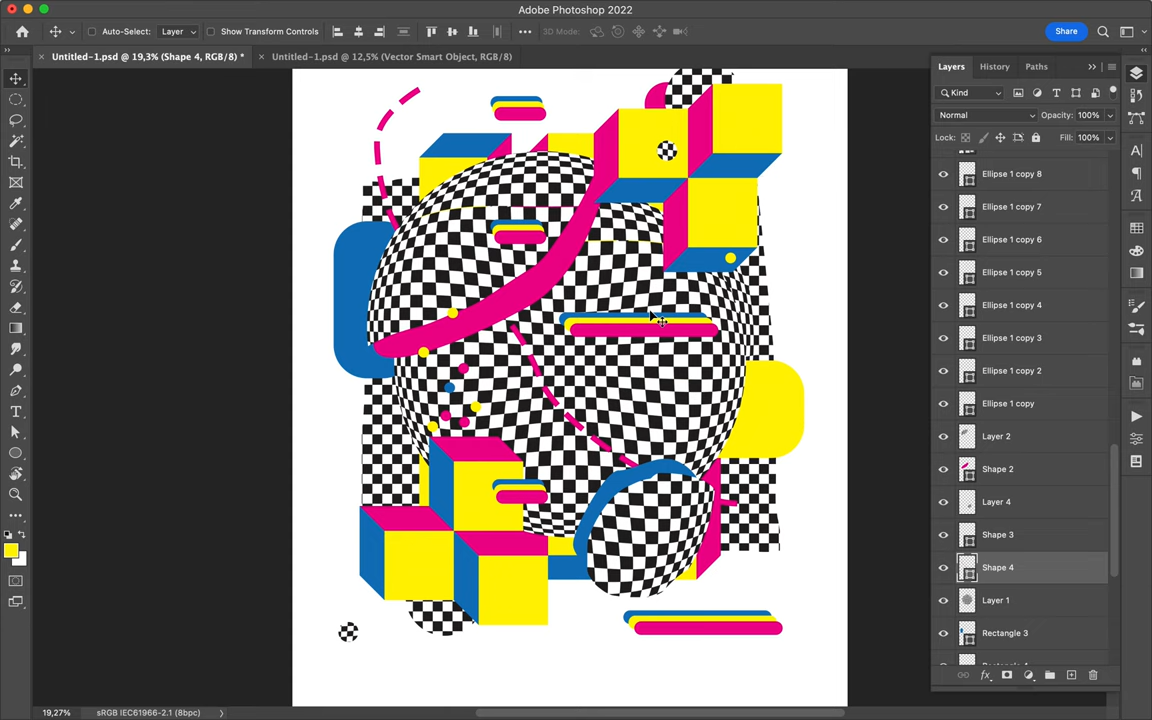 Adobe Photoshop 2022
Auto-Select: Layer Show Transform Controls 3D Mode: Share
Untitled-1.psd @ 19,3% (Shape 4, RGB/8) * Untitled-1.psd @ 12,5% (Vector Smart Object, RGB/8)
Layers History Paths
Kind
Normal Opacity: 100%
Lock: Fill: 100%
Ellipse 1 copy 8
Ellipse 1 copy 7
Ellipse 1 copy 6
Ellipse 1 copy 5
Ellipse 1 copy 4
Ellipse 1 copy 3
Ellipse 1 copy 2
Ellipse 1 copy
Layer 2
Shape 2
Layer 4
Shape 3
Shape 4
Layer 1
Rectangle 3
19,27% sRGB IEC61966-2.1 (8bpc)